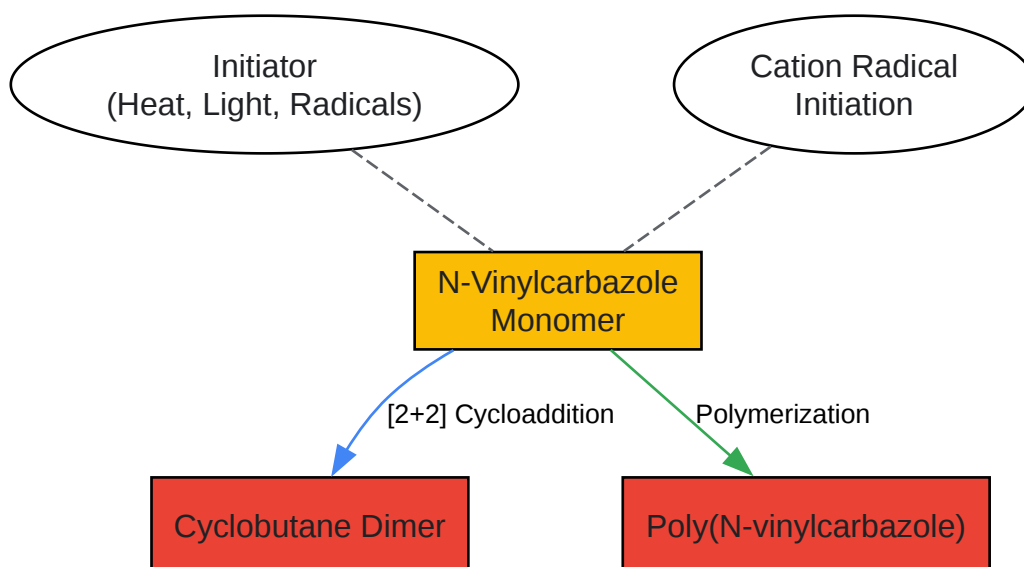 Initiator
(Heat, Light, Radicals)
Cation Radical
Initiation
N-Vinylcarbazole
Monomer
[2+2] Cycloaddition
Polymerization
Cyclobutane Dimer
Poly(N-vinylcarbazole)